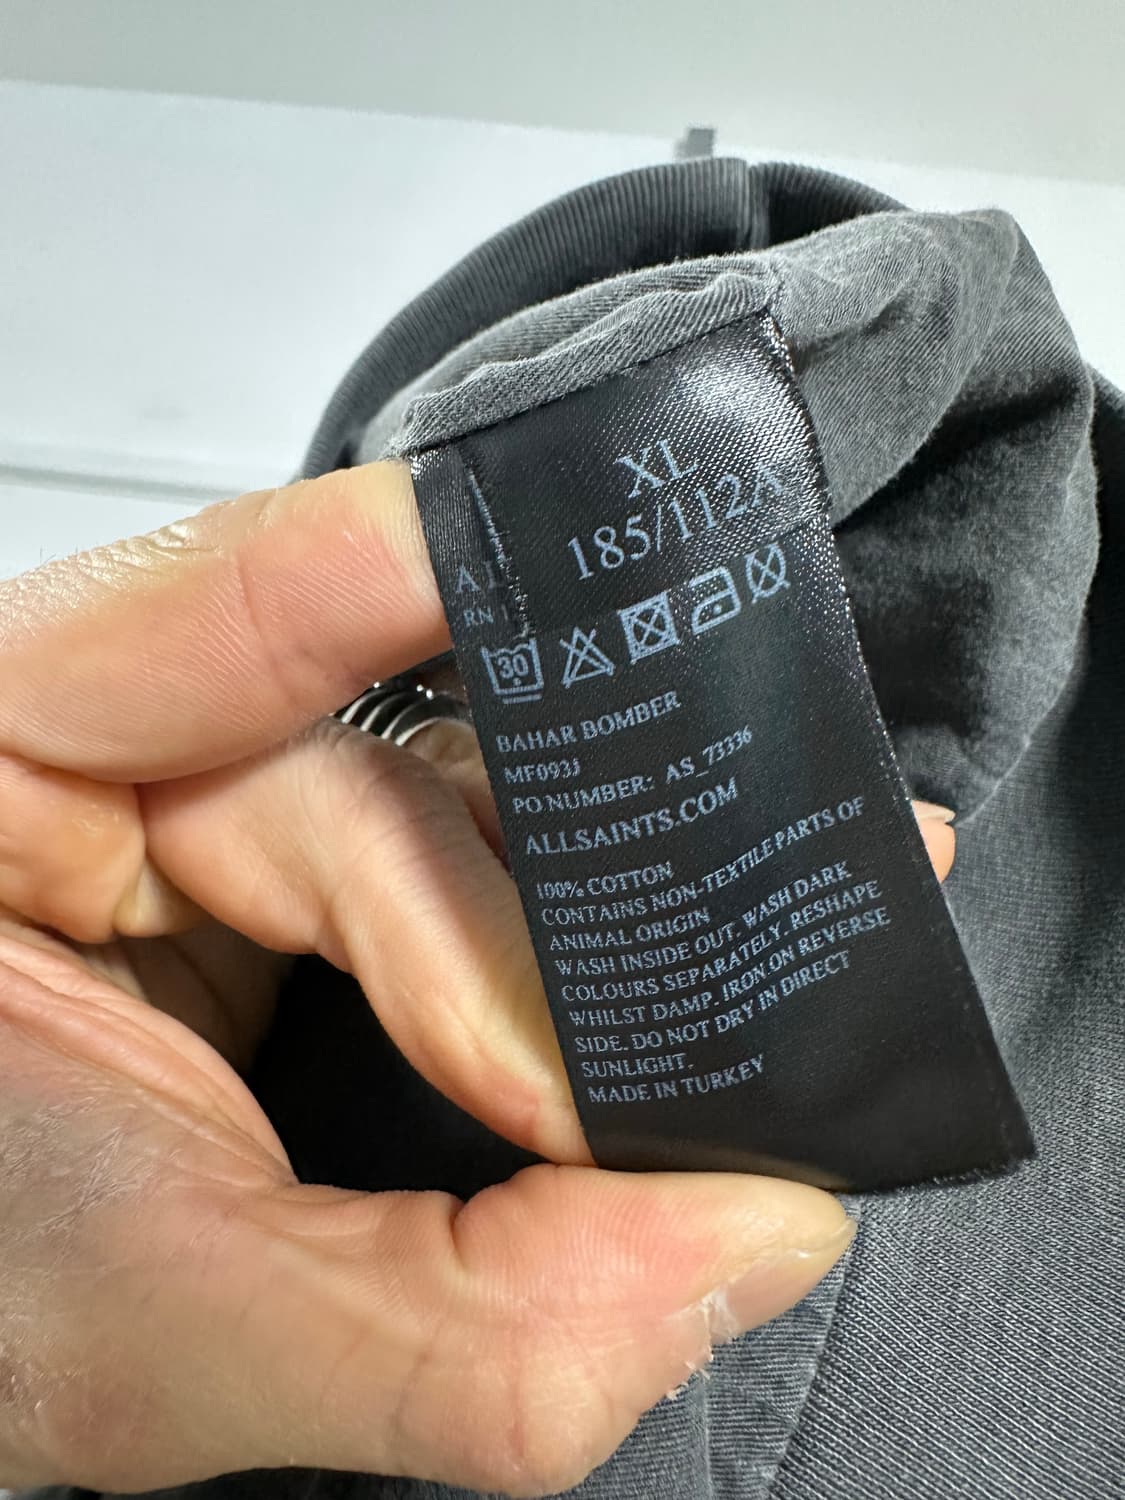 XL
185/112A
RN
30
BAHAR BOMBER
MF093J
PO.NUMBER: AS_73336
ALLSAINTS.COM
100% COTTON
CONTAINS NON-TEXTILE PARTS OF
ANIMAL ORIGIN
WASH INSIDE OUT. WASH DARK
COLOURS SEPARATELY. RESHAPE
WHILST DAMP. IRON ON REVERSE
SIDE. DO NOT DRY IN DIRECT
SUNLIGHT.
MADE IN TURKEY